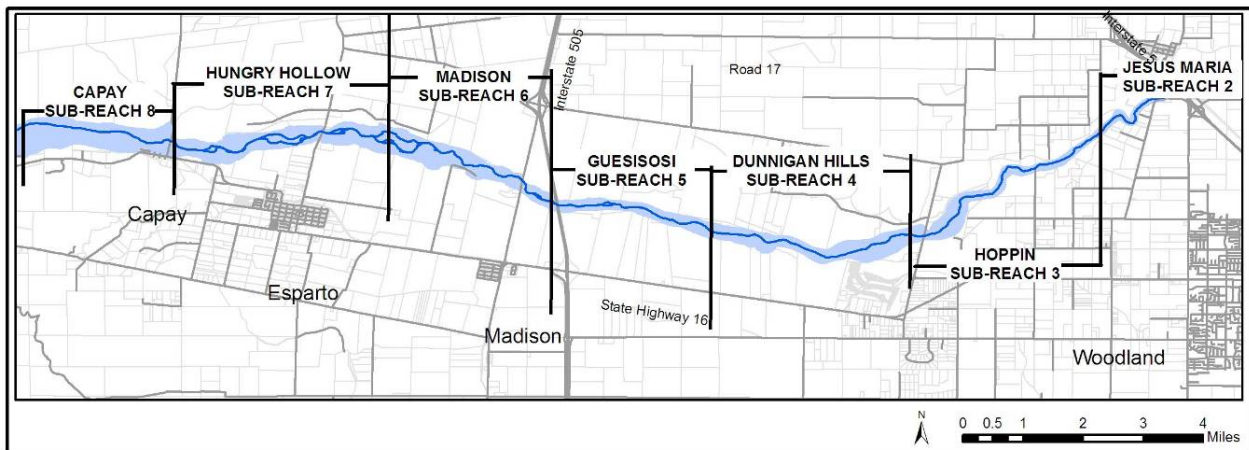 CAPAY
SUB-REACH 8
HUNGRY HOLLOW
SUB-REACH 7
MADISON
SUB-REACH 6
Interstate 505
Road 17
Interstate 5
JESUS MARIA
SUB-REACH 2
GUESISOSI
SUB-REACH 5
DUNNIGAN HILLS
SUB-REACH 4
HOPPIN
SUB-REACH 3
Capay
Esparto
Madison
State Highway 16
Woodland
N
0 0.5 1 2 3 4
Miles